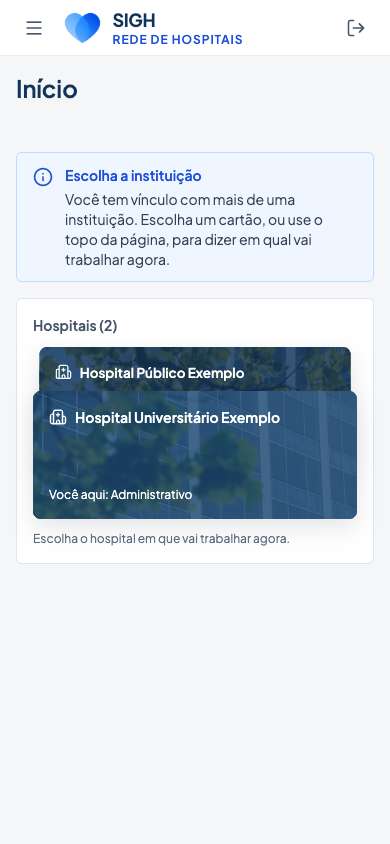 SIGH
REDE DE HOSPITAIS
Início
Escolha a instituição
Você tem vínculo com mais de uma
instituição. Escolha um cartão, ou use o
topo da página, para dizer em qual vai
trabalhar agora.
Hospitais (2)
Hospital Público Exemplo
Hospital Universitário Exemplo
Você aqui: Administrativo
Escolha o hospital em que vai trabalhar agora.